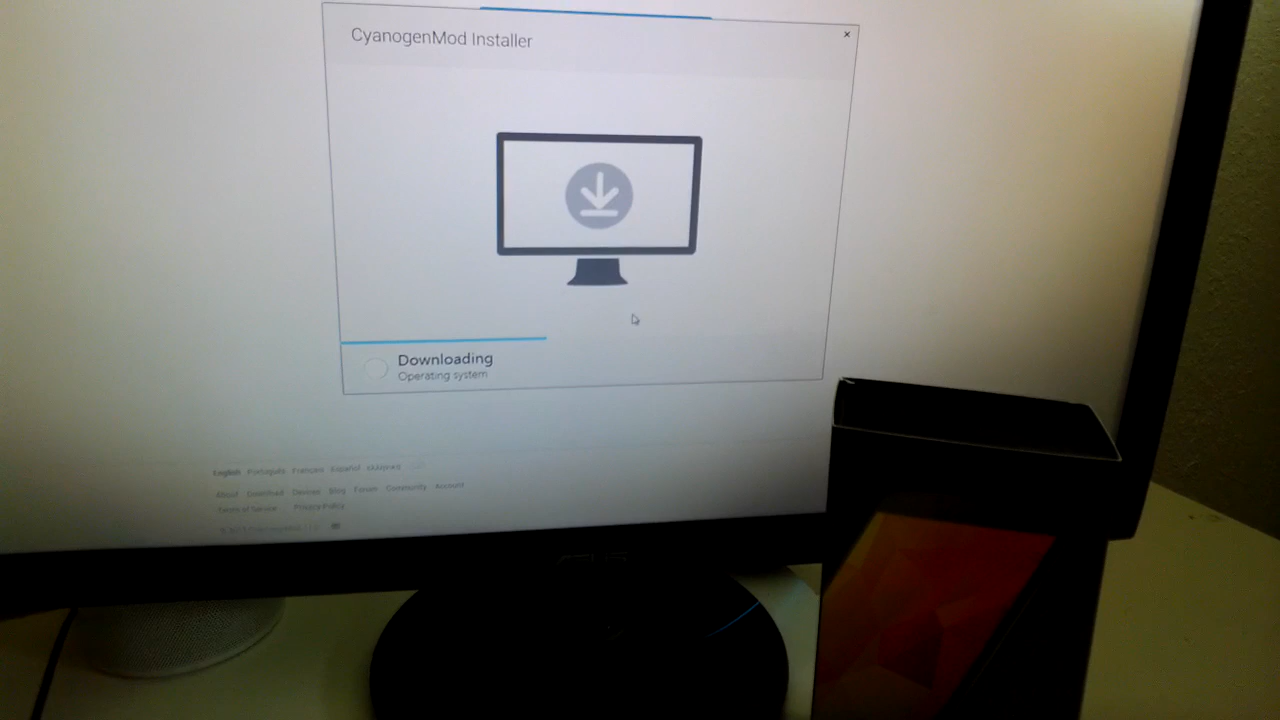 CyanogenMod Installer
Downloading
Operating system
English Português Français Español
About Download Devices Blog Forum Community Account
Terms of Service Privacy Policy